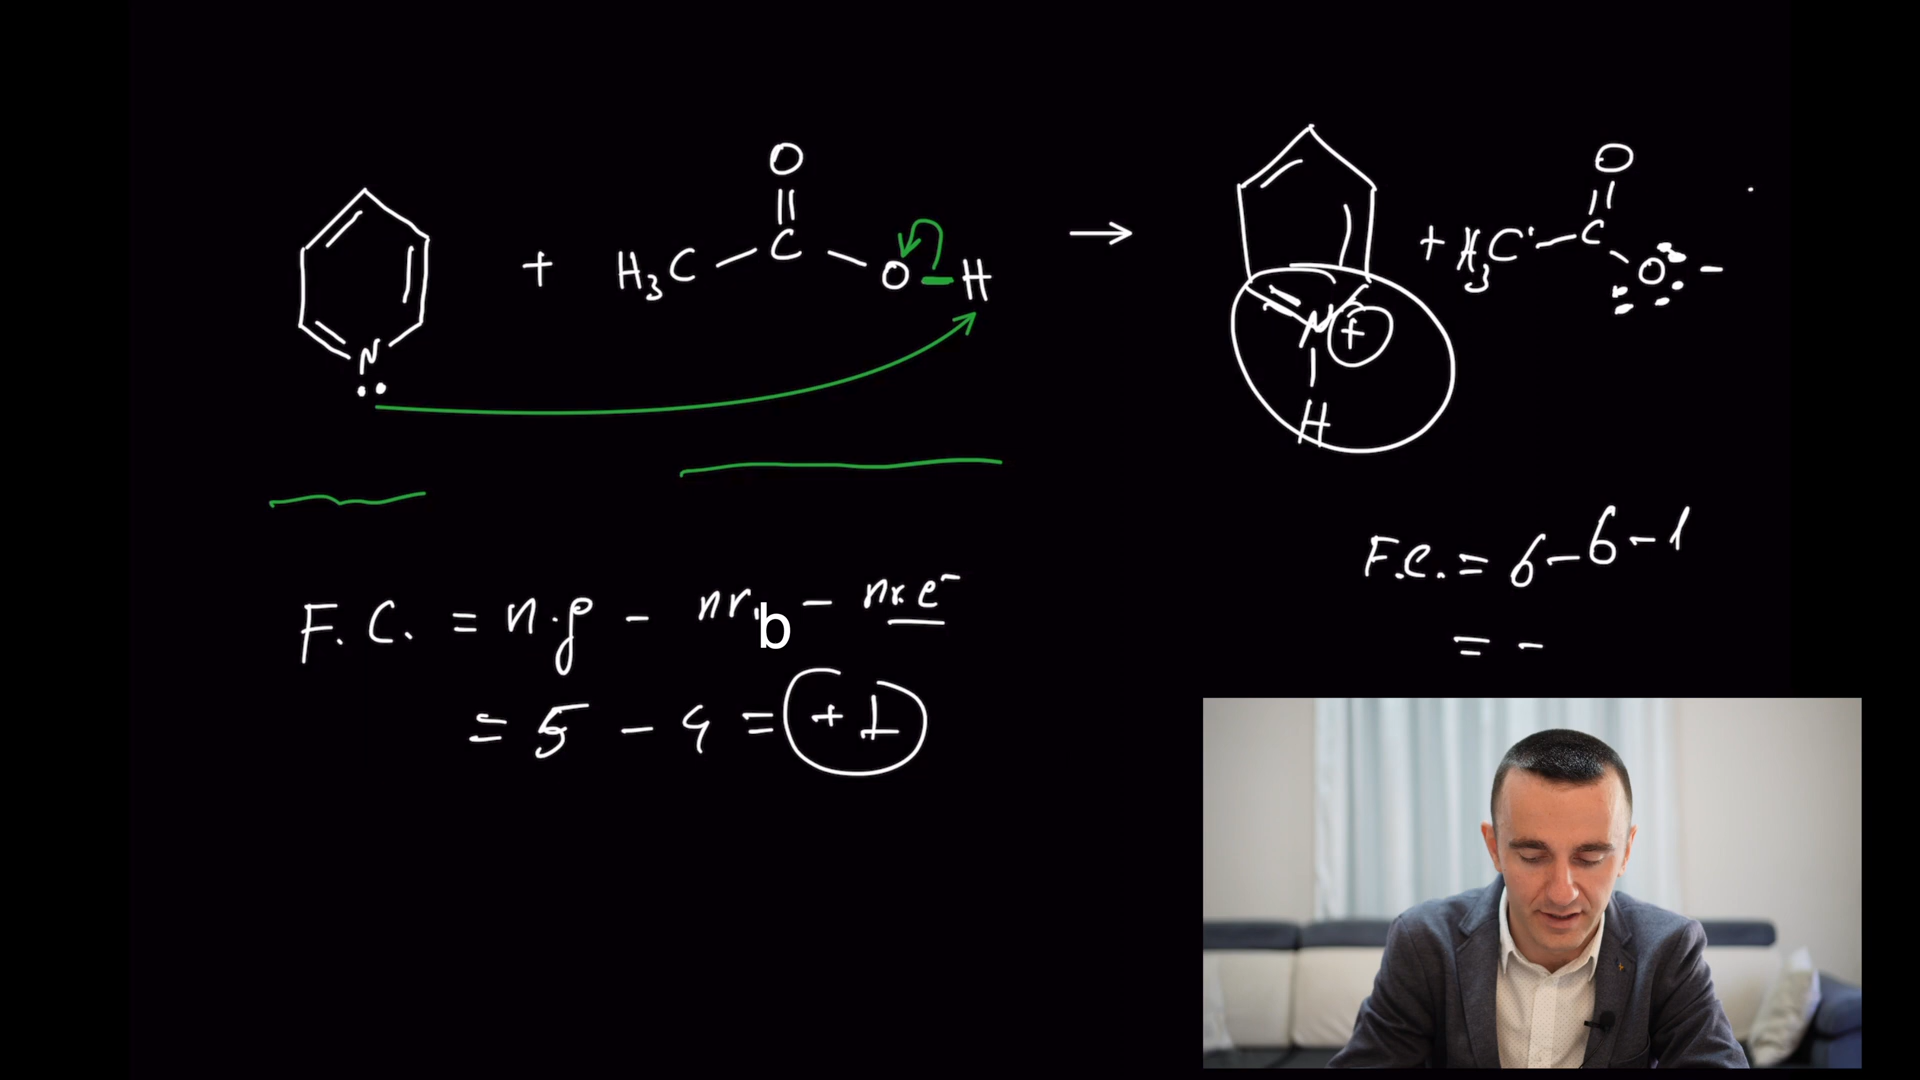 O O
+ H₃C C O H → + H₃C C O −
N N +
H
F.C. = 6 - 6 - 1
F. C. = n.g - nr. b - nr. e⁻
= -
= 5 - 4 = +1